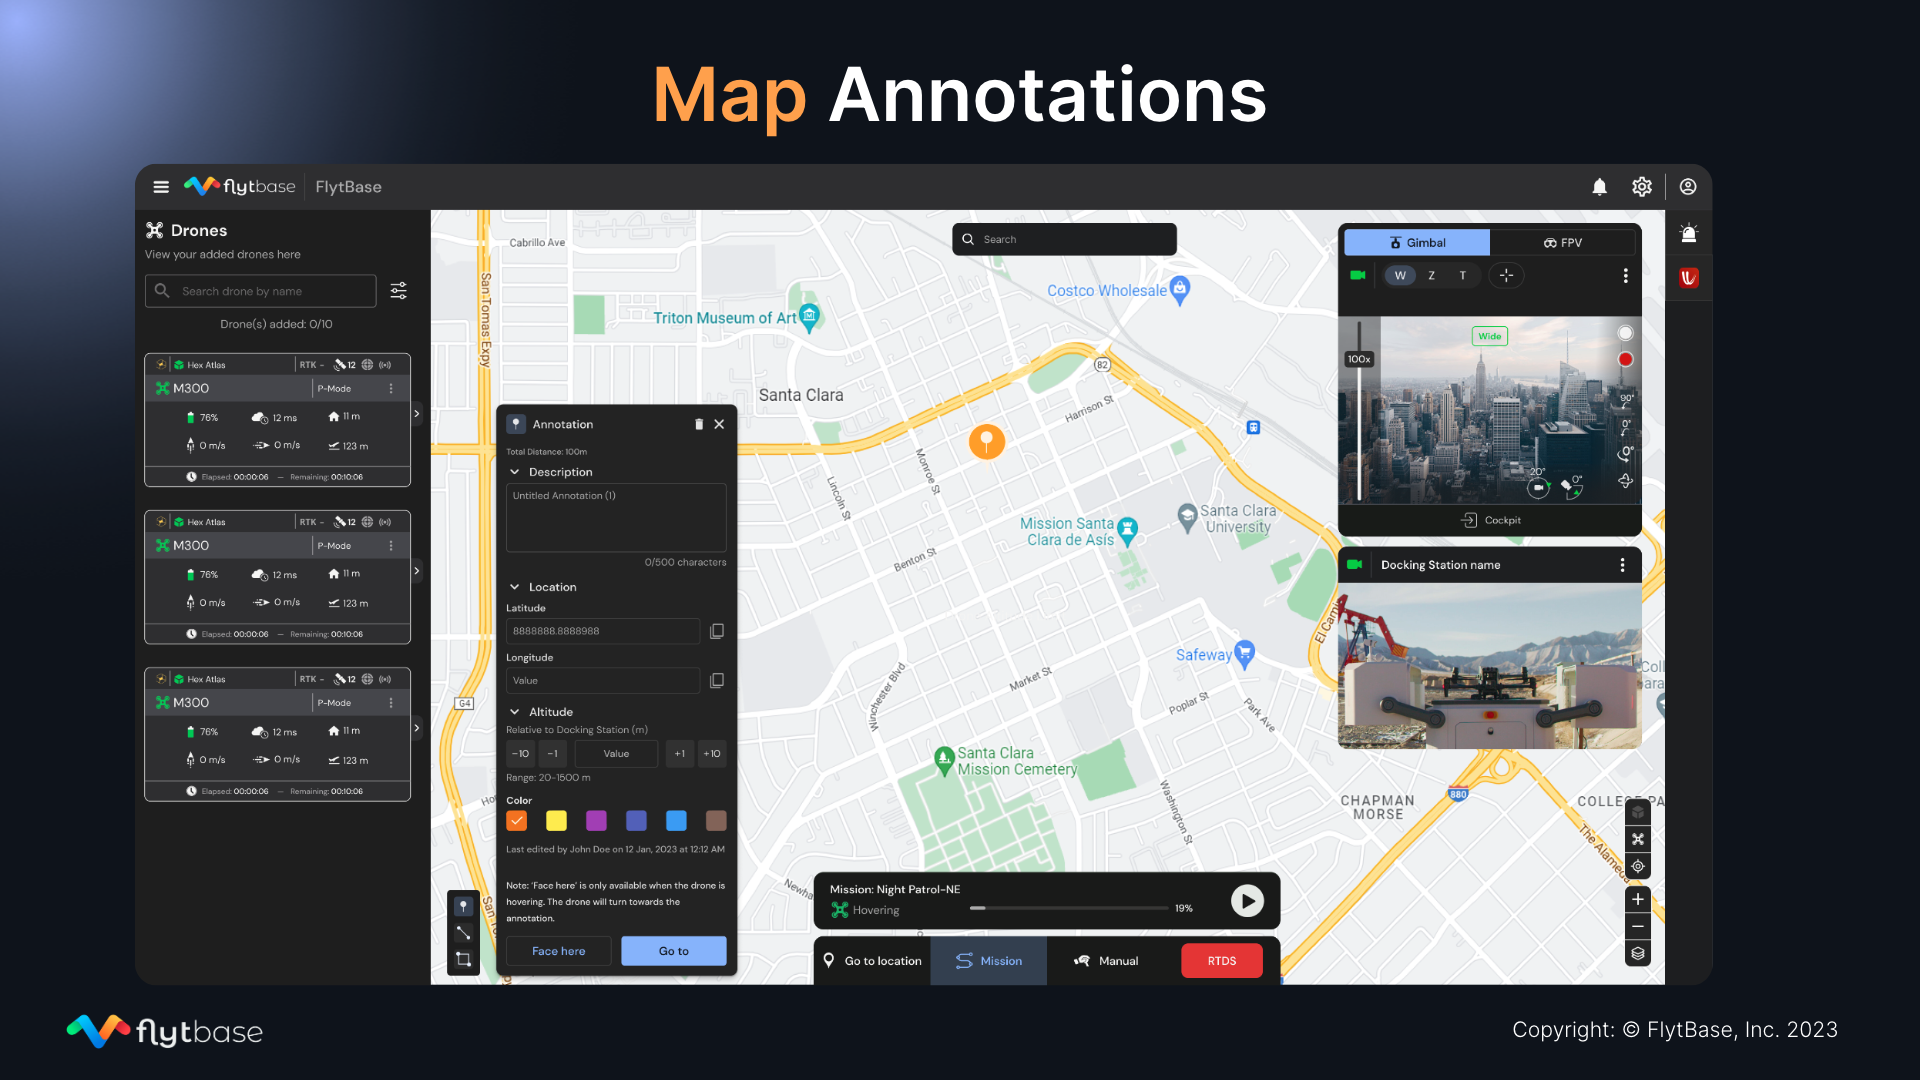 Map Annotations
flytbase
FlytBase
Drones
View your added drones here
Search drone by name
Drone(s) added: 0/10
Hex Atlas RTK - 12
M300 P-Mode
76% 12 ms 11 m
0 m/s 0 m/s 123 m
Elapsed: 00:00:06 — Remaining: 00:10:06
Hex Atlas RTK - 12
M300 P-Mode
76% 12 ms 11 m
0 m/s 0 m/s 123 m
Elapsed: 00:00:06 — Remaining: 00:10:06
Hex Atlas RTK - 12
M300 P-Mode
76% 12 ms 11 m
0 m/s 0 m/s 123 m
Elapsed: 00:00:06 — Remaining: 00:10:06
Annotation
Total Distance: 100m
Description
Untitled Annotation (1)
0/500 characters
Location
Latitude
8888888.8888988
Longitude
Value
Altitude
Relative to Docking Station (m)
-10 -1 Value +1 +10
Range: 20-1500 m
Color
Last edited by John Doe on 12 Jan, 2023 at 12:12 AM
Note: 'Face here' is only available when the drone is
hovering. The drone will turn towards the
annotation.
Face here
Go to
Search
Cabrillo Ave
San Tomas Expy
Costco Wholesale
Triton Museum of Art
Santa Clara
82
Harrison St
Monroe St
Lincoln St
Benton St
Mission Santa
Clara de Asís
Santa Clara
University
El Cami
Safeway
Winchester Blvd
Market St
Poplar St
Park Ave
G4
Santa Clara
Mission Cemetery
Washington St
CHAPMAN
MORSE
880
COLLEGE PA
The Alameda
Newha
Ho
San T
Coll
ara
Mission: Night Patrol-NE
Hovering
19%
Go to location
Mission
Manual
RTDS
Gimbal
FPV
W Z T
Wide
100x
90°
0°
0°
20°
0°
Cockpit
Docking Station name
flytbase
Copyright: © FlytBase, Inc. 2023